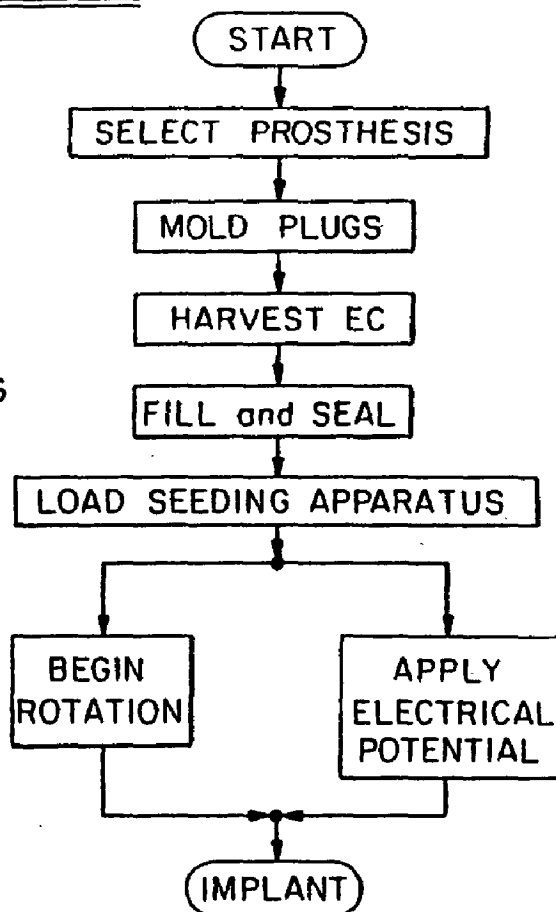 START
SELECT PROSTHESIS
MOLD PLUGS
HARVEST EC
FILL and SEAL
LOAD SEEDING APPARATUS
BEGIN
ROTATION
APPLY
ELECTRICAL
POTENTIAL
IMPLANT